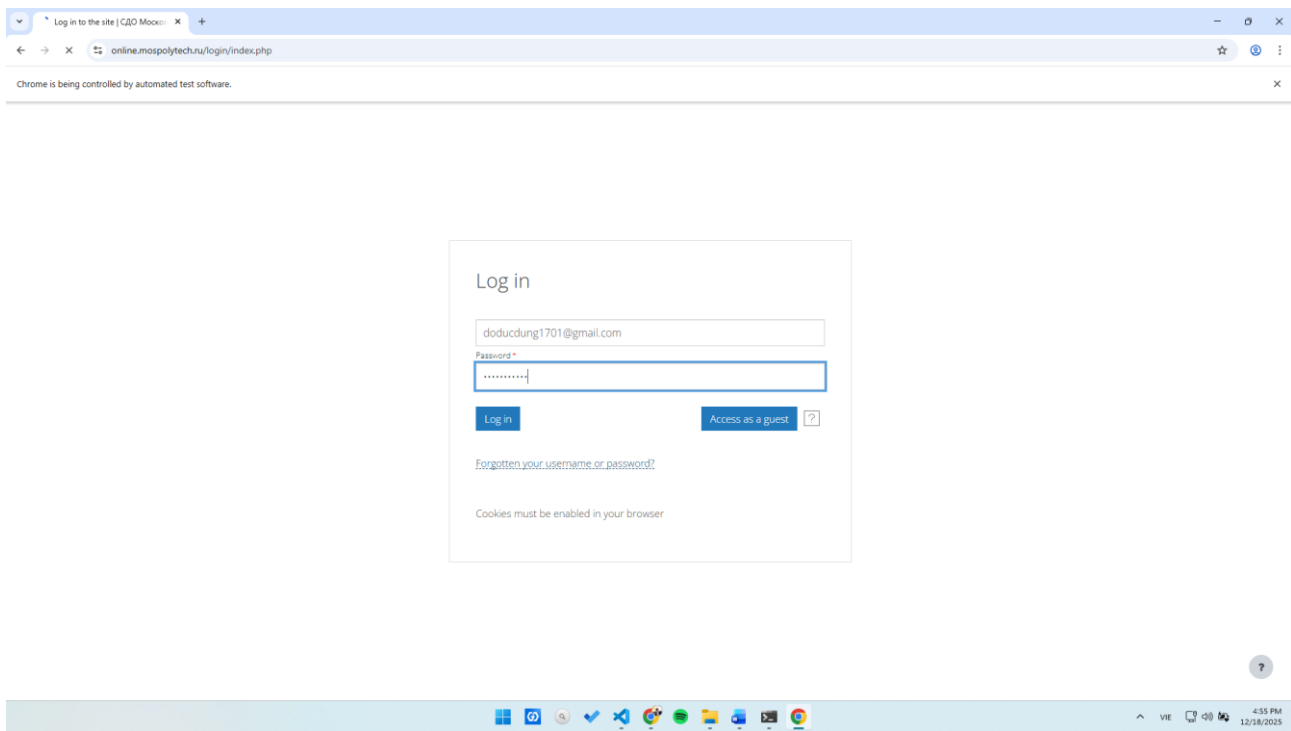 Log in to the site | СДО Моско
online.mospolytech.ru/login/index.php
Chrome is being controlled by automated test software.
Log in
doducdung1701@gmail.com
Password *
...........
Log in Access as a guest ?
Forgotten your username or password?
Cookies must be enabled in your browser
?
VIE 4:55 PM
12/18/2025